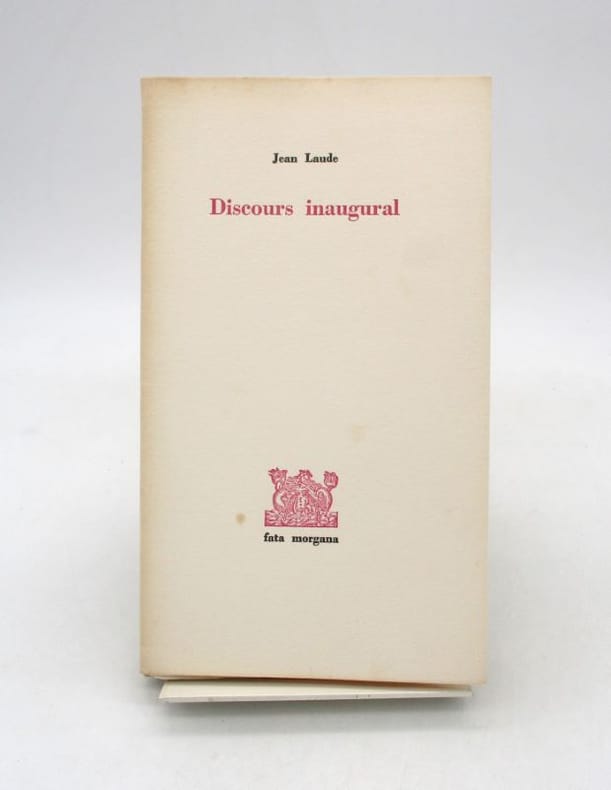 Jean Laude
Discours inaugural
fata morgana